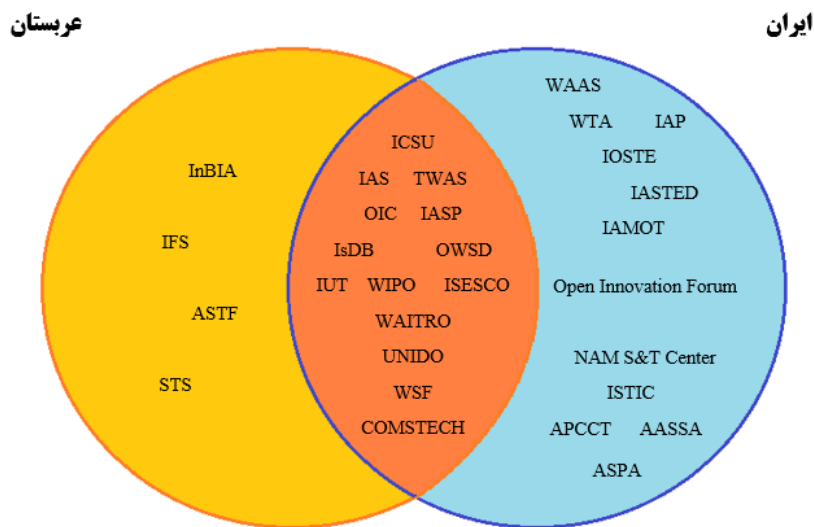 عربستان
ایران
InBIA
IFS
ASTF
STS
ICSU
IAS TWAS
OIC IASP
IsDB OWSD
IUT WIPO ISESCO
WAITRO
UNIDO
WSF
COMSTECH
WAAS
WTA IAP
IOSTE
IASTED
IAMOT
Open Innovation Forum
NAM S&T Center
ISTIC
APCCT AASSA
ASPA